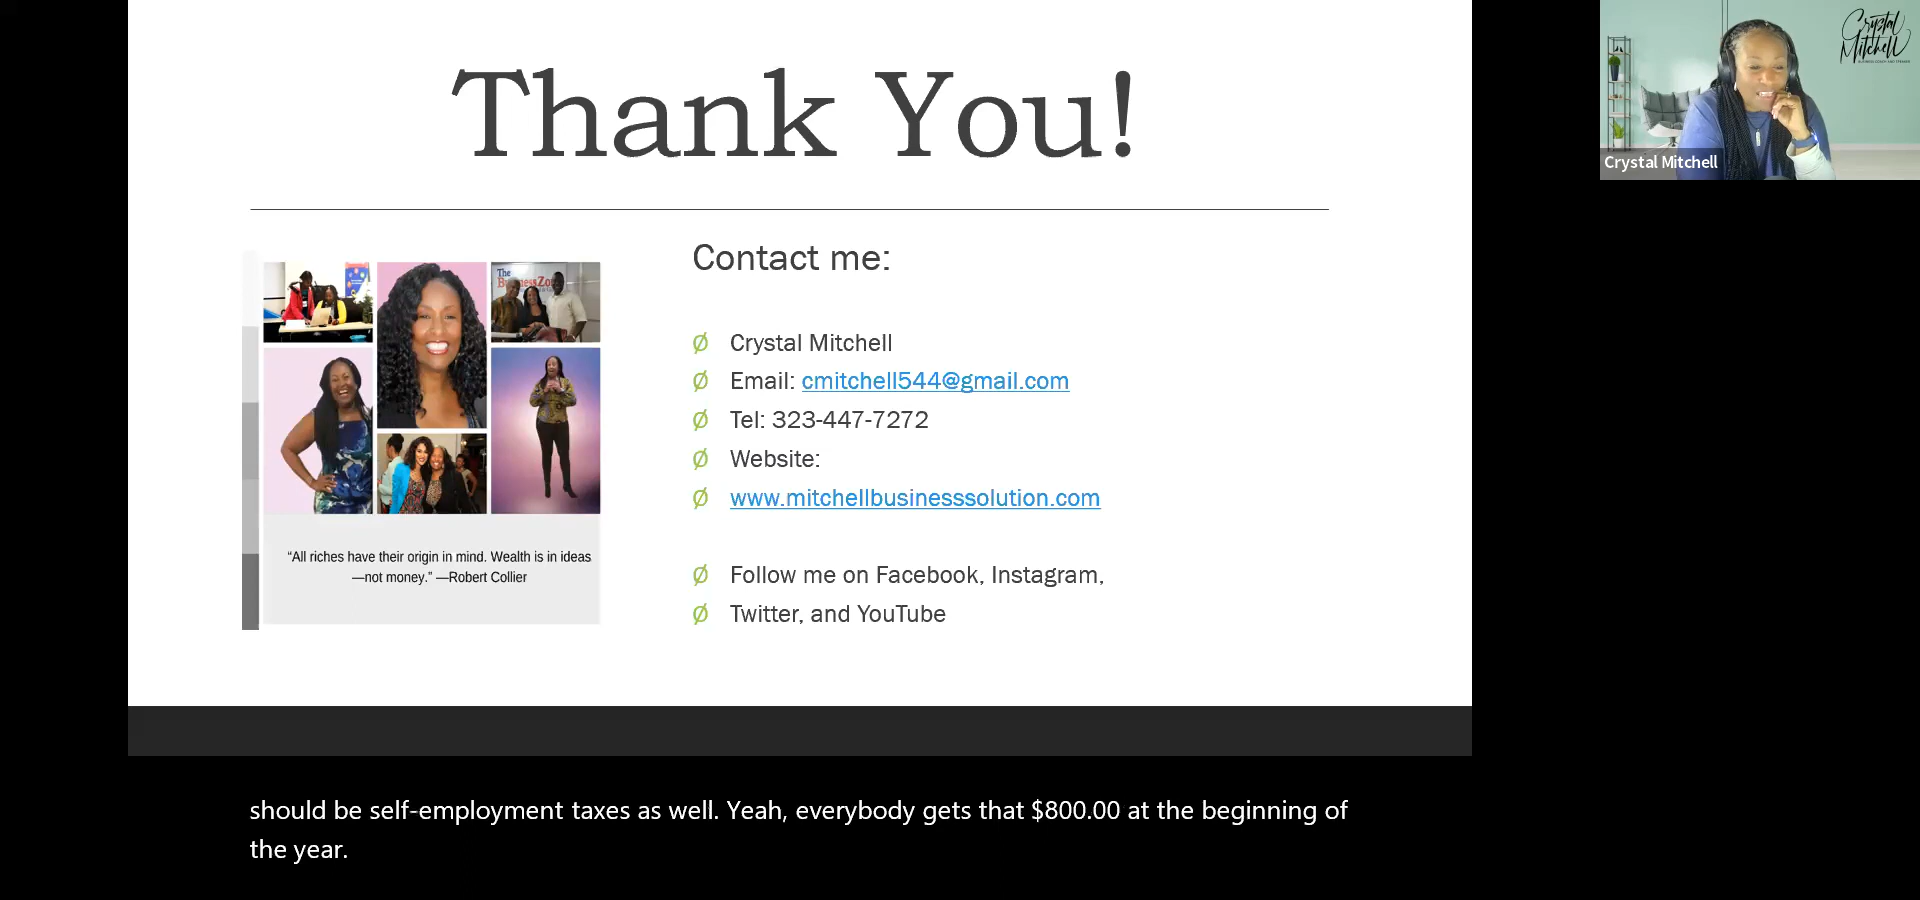 Thank You!
Crystal
Mitchell
Crystal Mitchell
Contact me:
The
Crystal Mitchell
Email: cmitchell544@gmail.com
Tel: 323-447-7272
Website:
www.mitchellbusinesssolution.com
"All riches have their origin in mind. Wealth is in ideas
—not money." —Robert Collier
Follow me on Facebook, Instagram,
Twitter, and YouTube
should be self-employment taxes as well. Yeah, everybody gets that $800.00 at the beginning of
the year.